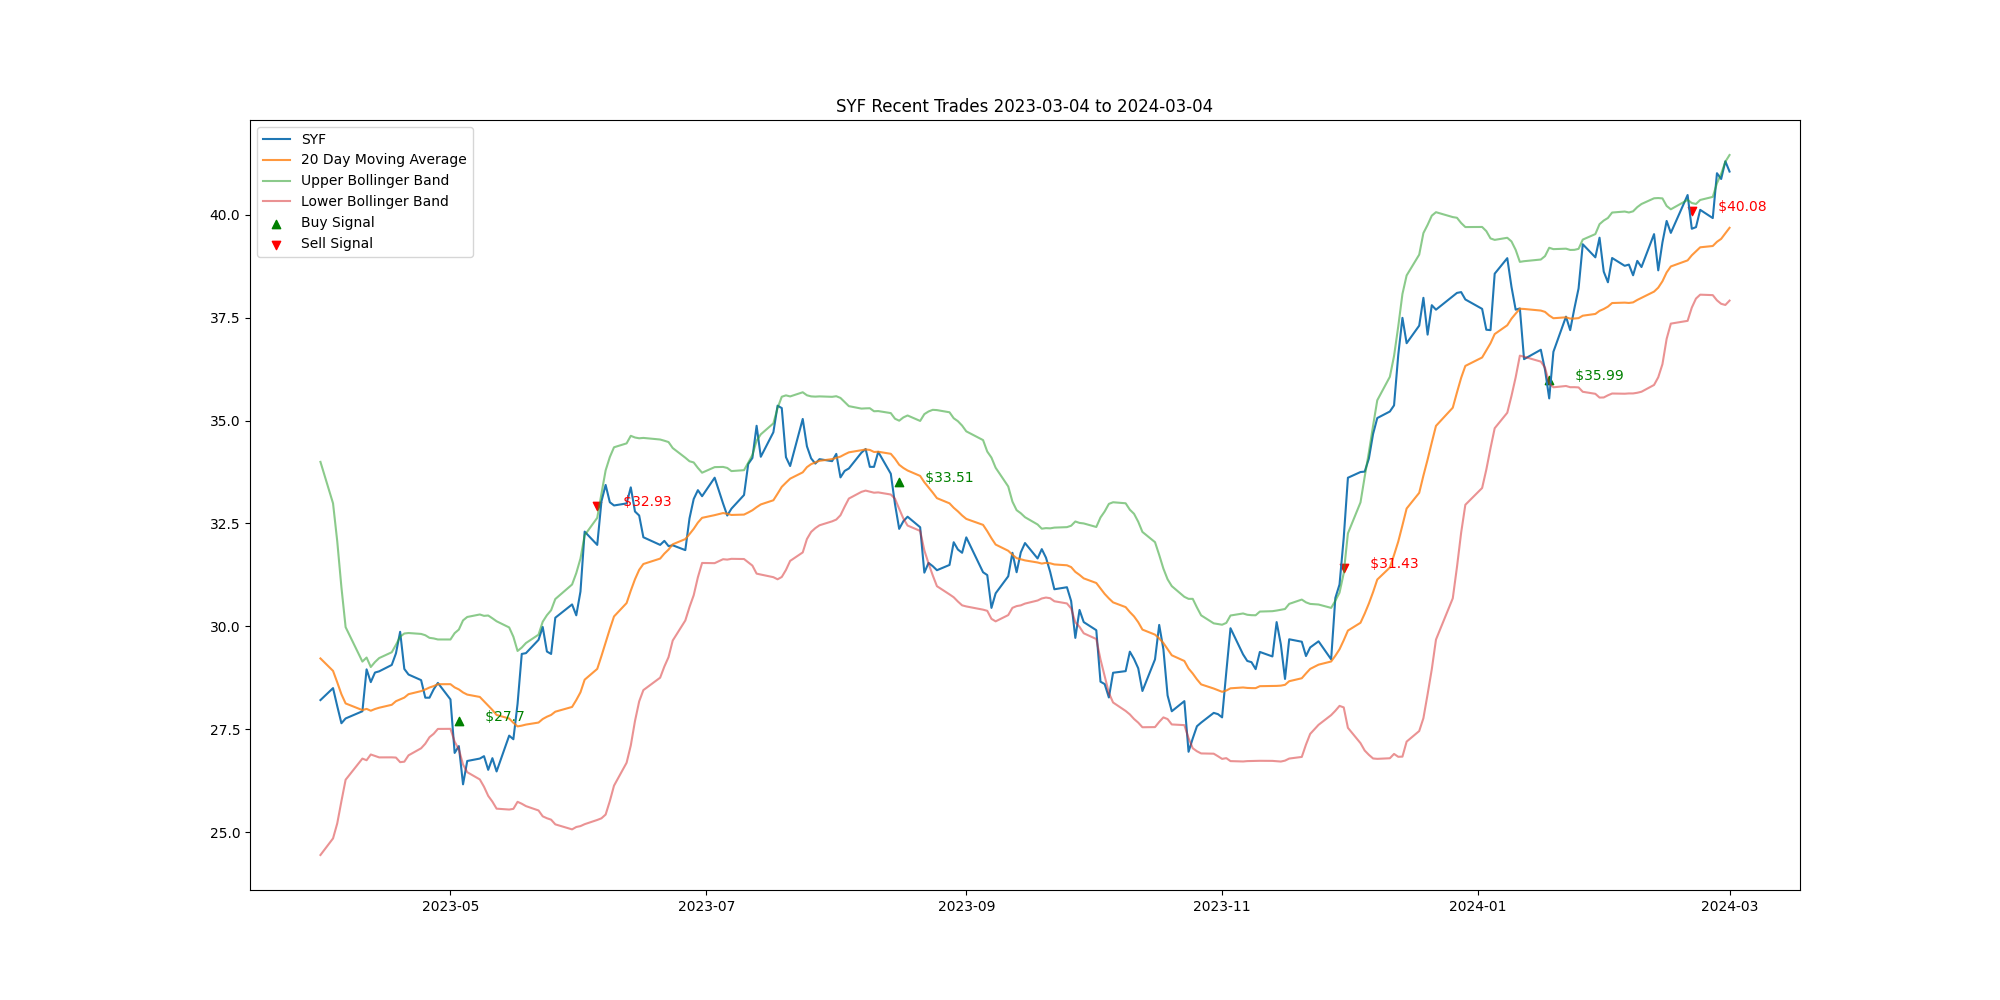 SYF Recent Trades 2023-03-04 to 2024-03-04
SYF
20 Day Moving Average
Upper Bollinger Band
Lower Bollinger Band
Buy Signal
Sell Signal
40.0
37.5
35.0
32.5
30.0
27.5
25.0
$27.7
$32.93
$33.51
$31.43
$35.99
$40.08
2023-05
2023-07
2023-09
2023-11
2024-01
2024-03